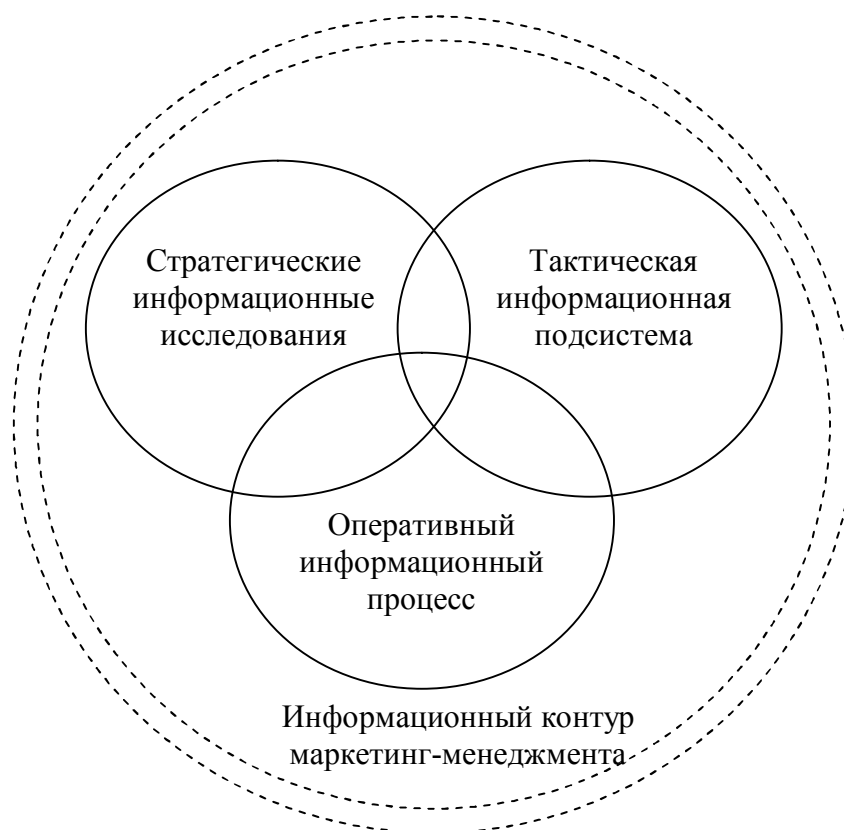 Стратегические
информационные
исследования
Тактическая
информационная
подсистема
Оперативный
информационный
процесс
Информационный контур
маркетинг-менеджмента